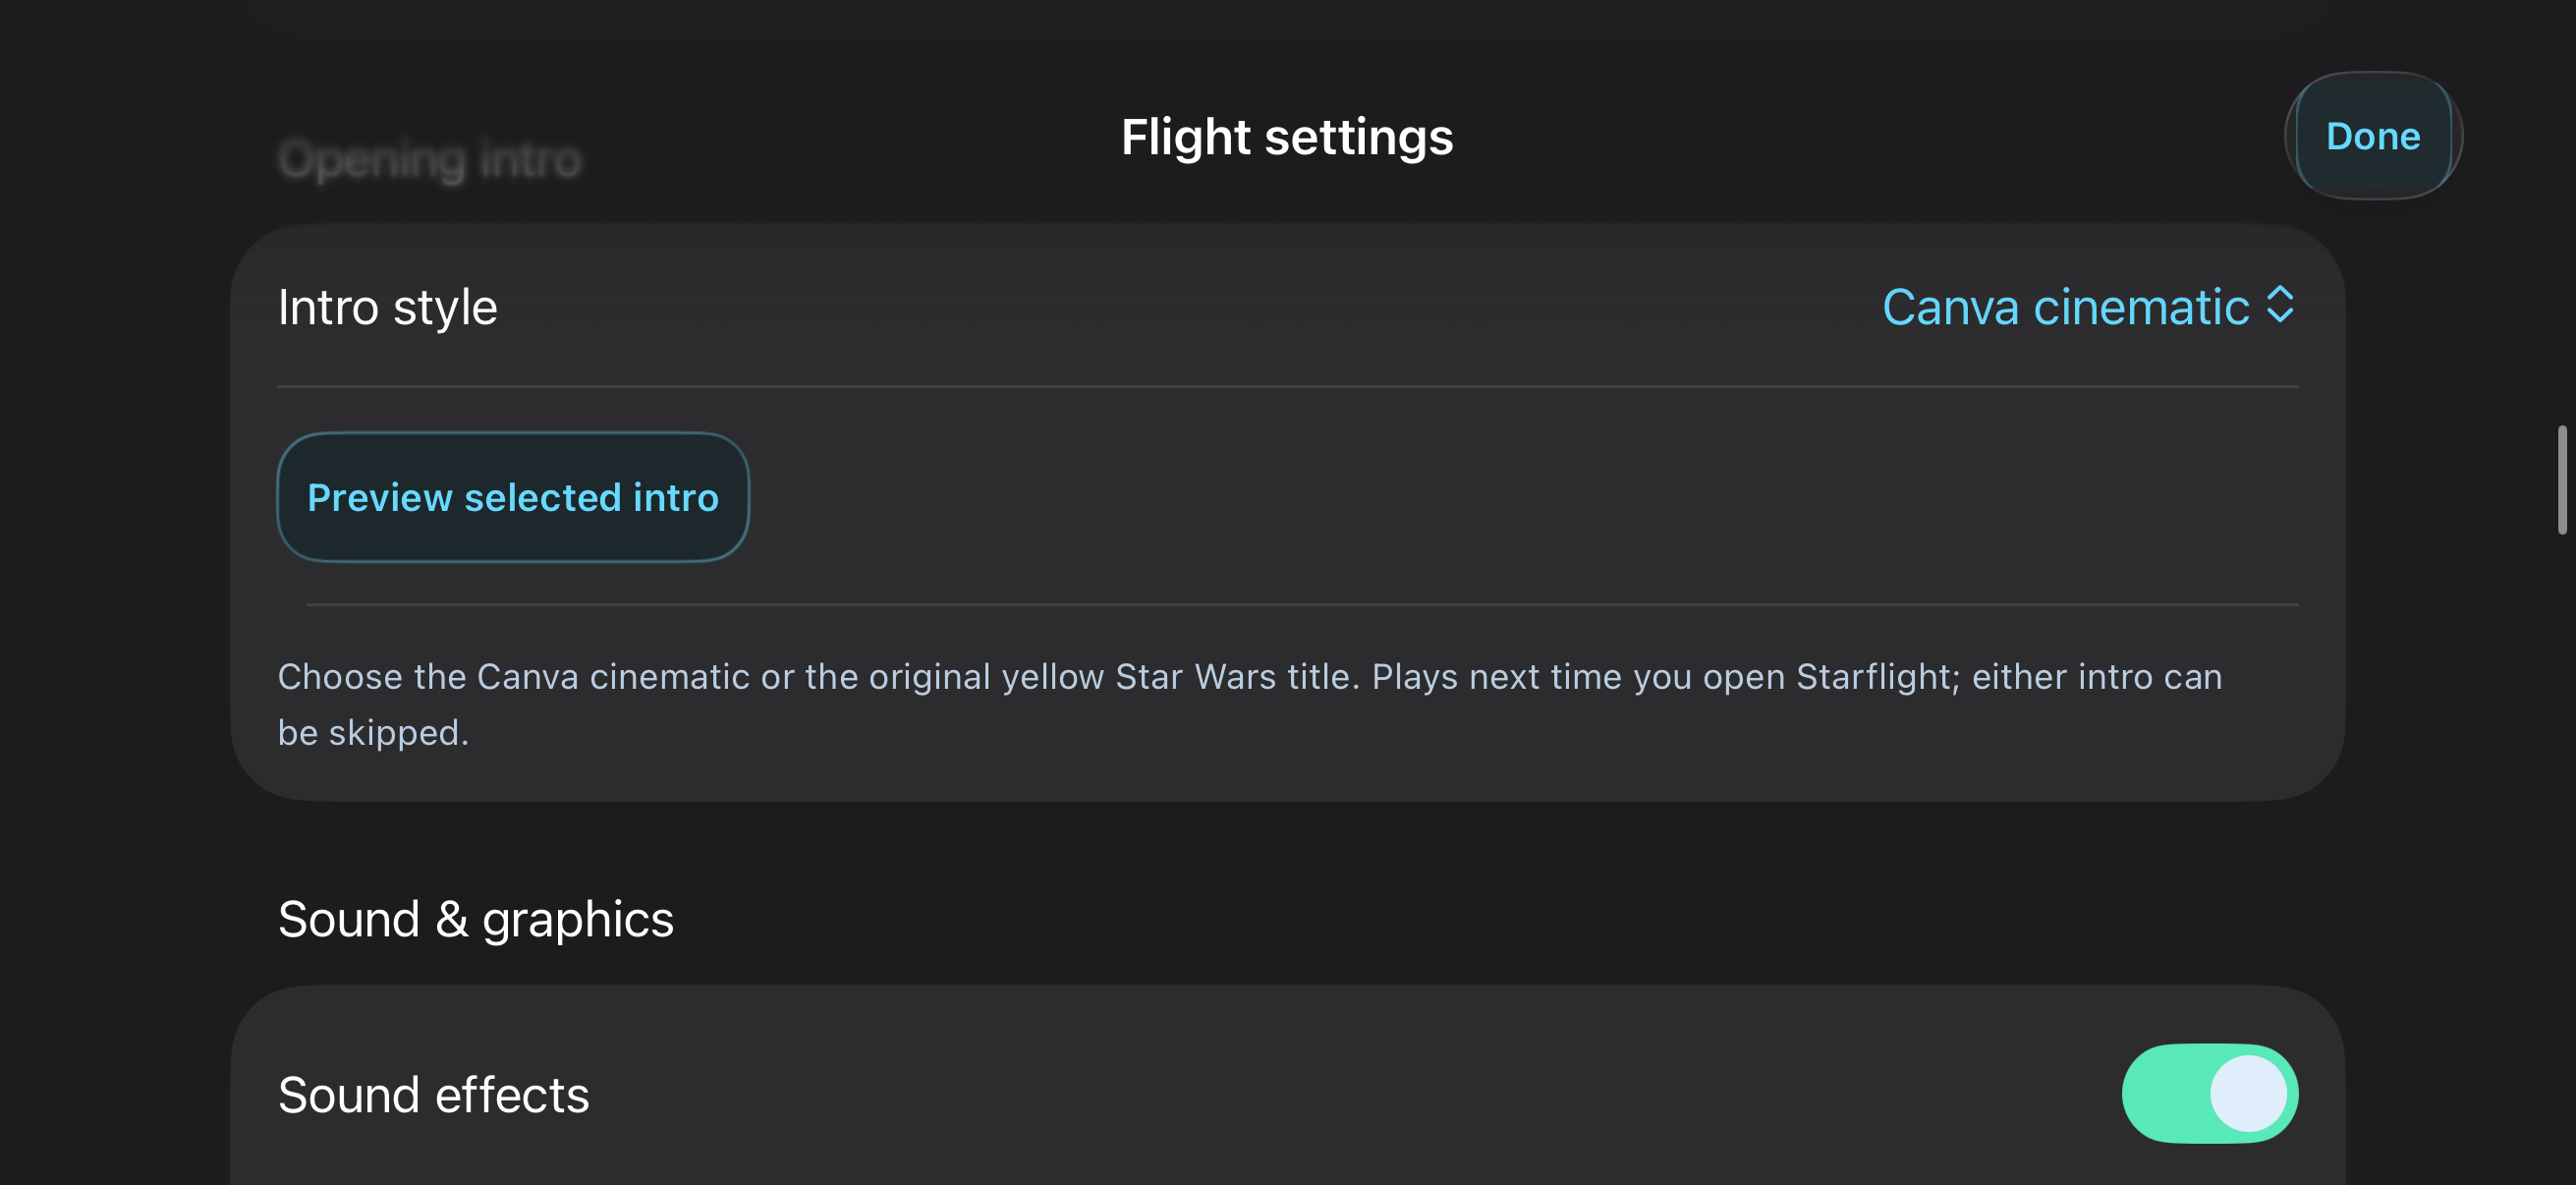 Flight settings
Done
Opening intro
Intro style
Canva cinematic
Preview selected intro
Choose the Canva cinematic or the original yellow Star Wars title. Plays next time you open Starflight; either intro can
be skipped.
Sound & graphics
Sound effects